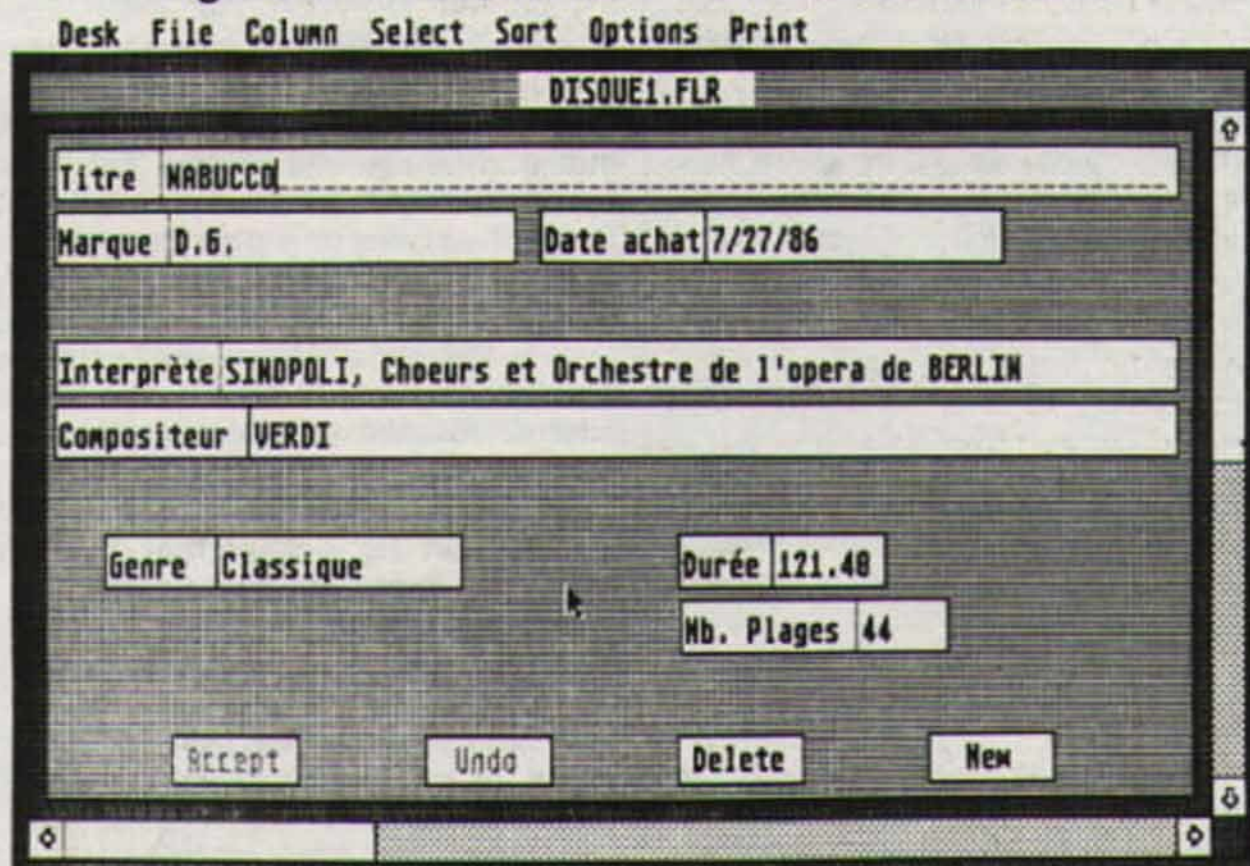 Desk File Column Select Sort Options Print
DISQUE1.FLR
Titre NABUCCO
Marque D.G. Date achat 7/27/86
Interprète SINOPOLI, Choeurs et Orchestre de l'opera de BERLIN
Compositeur VERDI
Genre Classique Durée 121.48
Nb. Plages 44
Accept Undo Delete New